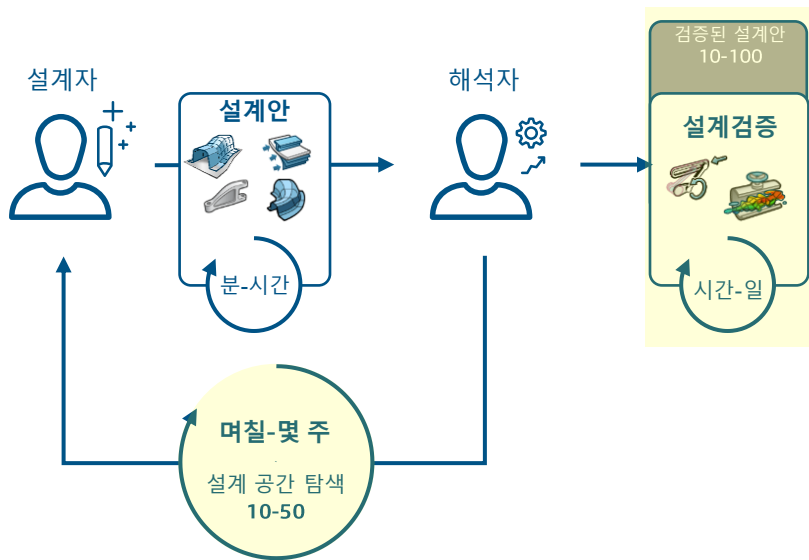 설계자
설계안
분-시간
해석자
검증된 설계안
10-100
설계검증
시간-일
며칠-몇 주
설계 공간 탐색
10-50